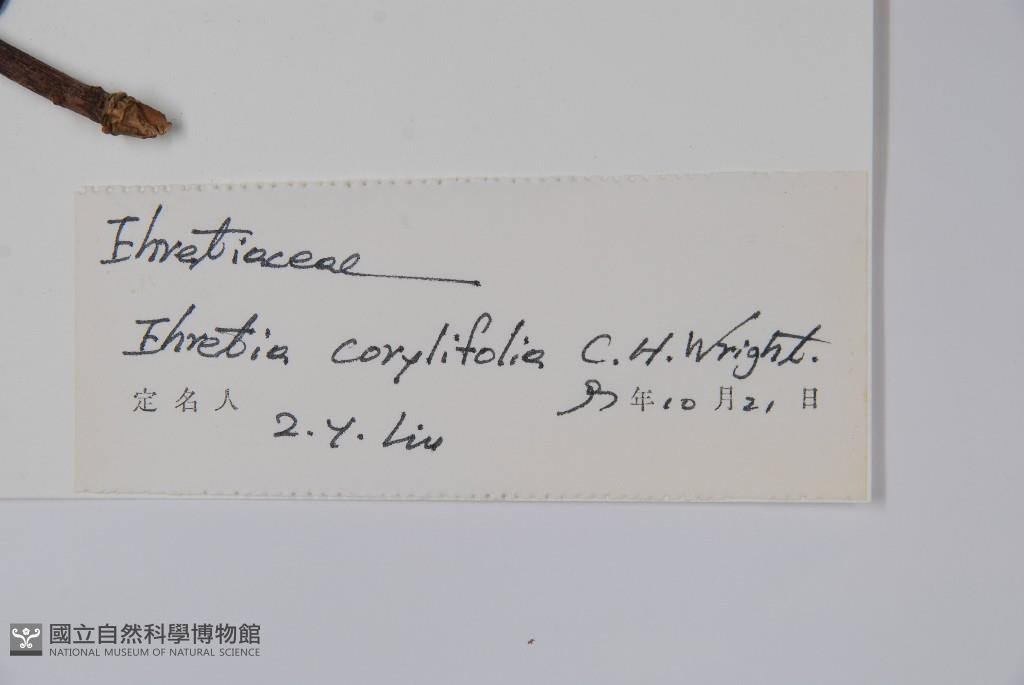 Ehretiaceae
Ehretia corylifolia C.H.Wright.
定名人 年10月21日
Z.Y. Liu
國立自然科學博物館
NATIONAL MUSEUM OF NATURAL SCIENCE